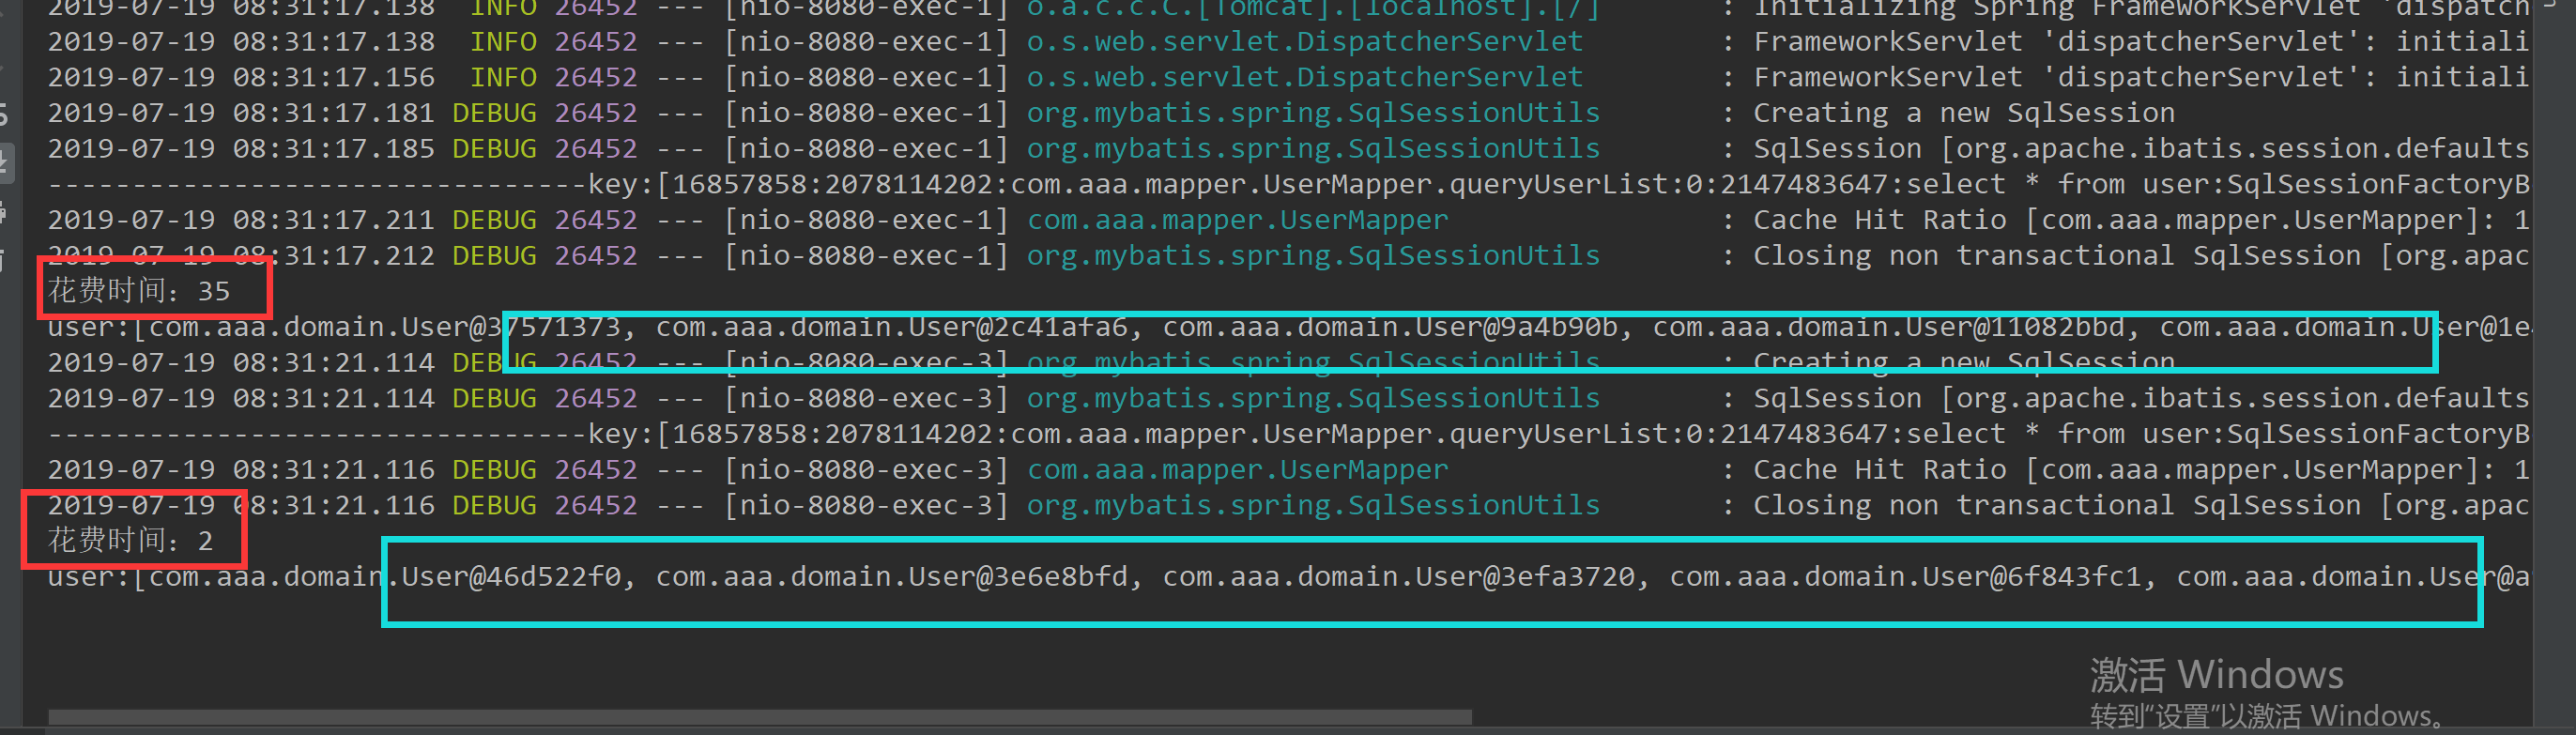 2019-07-19 08:31:17.138  INFO 26452 --- [nio-8080-exec-1] o.a.c.c.C.[Tomcat].[localhost].[/]       : Initializing Spring FrameworkServlet 'dispatch
2019-07-19 08:31:17.138  INFO 26452 --- [nio-8080-exec-1] o.s.web.servlet.DispatcherServlet        : FrameworkServlet 'dispatcherServlet': initiali
2019-07-19 08:31:17.156  INFO 26452 --- [nio-8080-exec-1] o.s.web.servlet.DispatcherServlet        : FrameworkServlet 'dispatcherServlet': initiali
2019-07-19 08:31:17.181 DEBUG 26452 --- [nio-8080-exec-1] org.mybatis.spring.SqlSessionUtils       : Creating a new SqlSession
2019-07-19 08:31:17.185 DEBUG 26452 --- [nio-8080-exec-1] org.mybatis.spring.SqlSessionUtils       : SqlSession [org.apache.ibatis.session.defaults
--------------------------------key:[16857858:2078114202:com.aaa.mapper.UserMapper.queryUserList:0:2147483647:select * from user:SqlSessionFactoryB
2019-07-19 08:31:17.211 DEBUG 26452 --- [nio-8080-exec-1] com.aaa.mapper.UserMapper                : Cache Hit Ratio [com.aaa.mapper.UserMapper]: 1
2019-07-19 08:31:17.212 DEBUG 26452 --- [nio-8080-exec-1] org.mybatis.spring.SqlSessionUtils       : Closing non transactional SqlSession [org.apac
花费时间：35
user:[com.aaa.domain.User@37571373, com.aaa.domain.User@2c41afa6, com.aaa.domain.User@9a4b90b, com.aaa.domain.User@11082bbd, com.aaa.domain.User@1e
2019-07-19 08:31:21.114 DEBUG 26452 --- [nio-8080-exec-3] org.mybatis.spring.SqlSessionUtils       : Creating a new SqlSession
2019-07-19 08:31:21.114 DEBUG 26452 --- [nio-8080-exec-3] org.mybatis.spring.SqlSessionUtils       : SqlSession [org.apache.ibatis.session.defaults
--------------------------------key:[16857858:2078114202:com.aaa.mapper.UserMapper.queryUserList:0:2147483647:select * from user:SqlSessionFactoryB
2019-07-19 08:31:21.116 DEBUG 26452 --- [nio-8080-exec-3] com.aaa.mapper.UserMapper                : Cache Hit Ratio [com.aaa.mapper.UserMapper]: 1
2019-07-19 08:31:21.116 DEBUG 26452 --- [nio-8080-exec-3] org.mybatis.spring.SqlSessionUtils       : Closing non transactional SqlSession [org.apac
花费时间：2
user:[com.aaa.domain.User@46d522f0, com.aaa.domain.User@3e6e8bfd, com.aaa.domain.User@3efa3720, com.aaa.domain.User@6f843fc1, com.aaa.domain.User@a
激活 Windows
转到“设置”以激活 Windows。